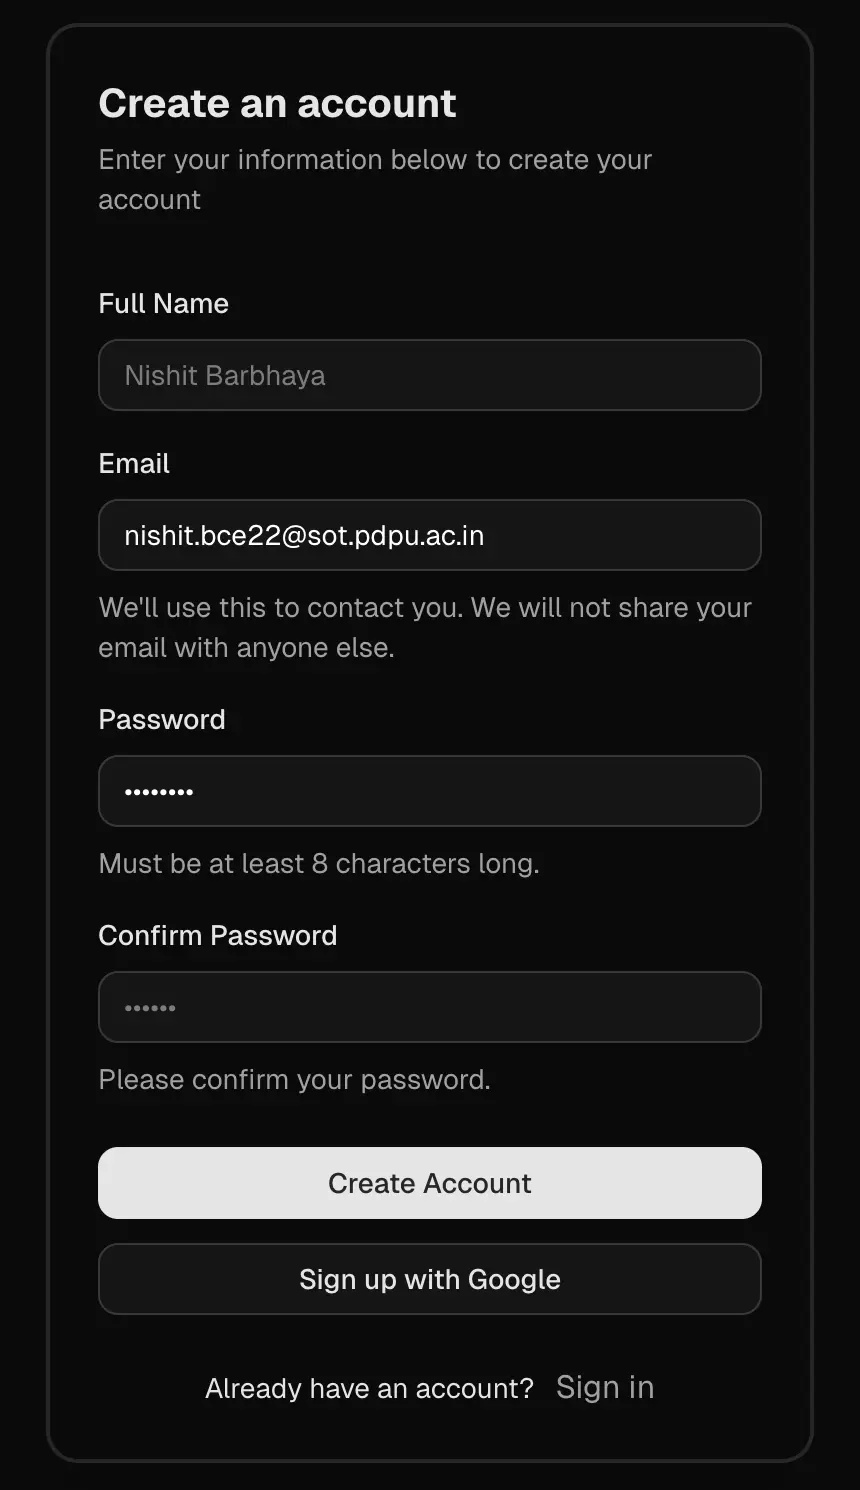 Create an account
Enter your information below to create your
account
Full Name
Nishit Barbhaya
Email
nishit.bce22@sot.pdpu.ac.in
We'll use this to contact you. We will not share your
email with anyone else.
Password
••••••••
Must be at least 8 characters long.
Confirm Password
••••••
Please confirm your password.
Create Account
Sign up with Google
Already have an account? Sign in